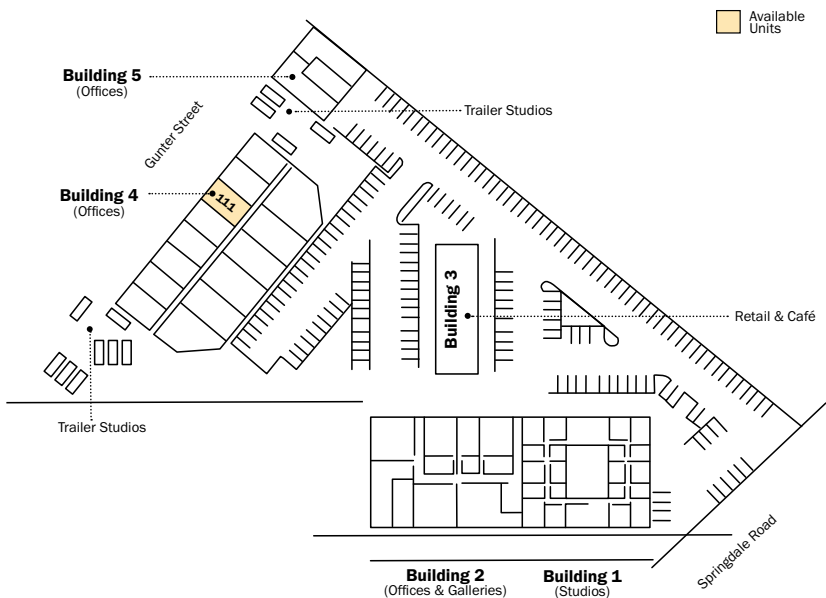 Available
Units
Building 5
(Offices)
Trailer Studios
Gunter Street
Building 4
(Offices)
111
Building 3
Retail & Café
Trailer Studios
Building 2
(Offices & Galleries)
Building 1
(Studios)
Springdale Road